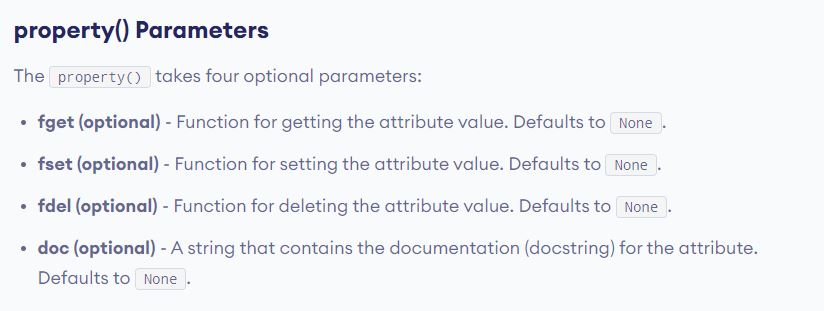 property() Parameters
The property() takes four optional parameters:
• fget (optional) - Function for getting the attribute value. Defaults to None.
• fset (optional) - Function for setting the attribute value. Defaults to None.
• fdel (optional) - Function for deleting the attribute value. Defaults to None.
• doc (optional) - A string that contains the documentation (docstring) for the attribute.
Defaults to None.